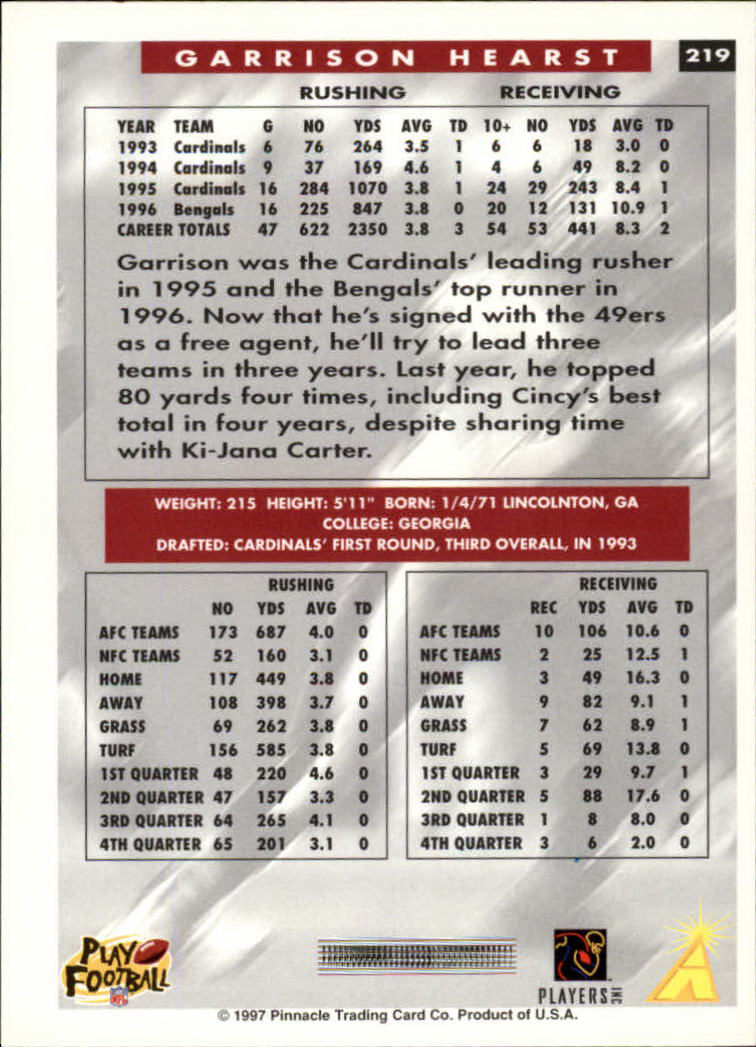 GARRISON HEARST 219
RUSHING RECEIVING
YEAR TEAM G NO YDS AVG TD 10+ NO YDS AVG TD
1993 Cardinals 6 76 264 3.5 1 6 6 18 3.0 0
1994 Cardinals 9 37 169 4.6 1 4 6 49 8.2 0
1995 Cardinals 16 284 1070 3.8 1 24 29 243 8.4 1
1996 Bengals 16 225 847 3.8 0 20 12 131 10.9 1
CAREER TOTALS 47 622 2350 3.8 3 54 53 441 8.3 2
Garrison was the Cardinals' leading rusher
in 1995 and the Bengals' top runner in
1996. Now that he's signed with the 49ers
as a free agent, he'll try to lead three
teams in three years. Last year, he topped
80 yards four times, including Cincy's best
total in four years, despite sharing time
with Ki-Jana Carter.
WEIGHT: 215 HEIGHT: 5'11" BORN: 1/4/71 LINCOLNTON, GA
COLLEGE: GEORGIA
DRAFTED: CARDINALS' FIRST ROUND, THIRD OVERALL, IN 1993
RUSHING
NO YDS AVG TD
AFC TEAMS 173 687 4.0 0
NFC TEAMS 52 160 3.1 0
HOME 117 449 3.8 0
AWAY 108 398 3.7 0
GRASS 69 262 3.8 0
TURF 156 585 3.8 0
1ST QUARTER 48 220 4.6 0
2ND QUARTER 47 157 3.3 0
3RD QUARTER 64 265 4.1 0
4TH QUARTER 65 201 3.1 0
RECEIVING
REC YDS AVG TD
AFC TEAMS 10 106 10.6 0
NFC TEAMS 2 25 12.5 1
HOME 3 49 16.3 0
AWAY 9 82 9.1 1
GRASS 7 62 8.9 1
TURF 5 69 13.8 0
1ST QUARTER 3 29 9.7 1
2ND QUARTER 5 88 17.6 0
3RD QUARTER 1 8 8.0 0
4TH QUARTER 3 6 2.0 0
PLAY
FOOTBALL
NFL
PLAYERS INC
© 1997 Pinnacle Trading Card Co. Product of U.S.A.